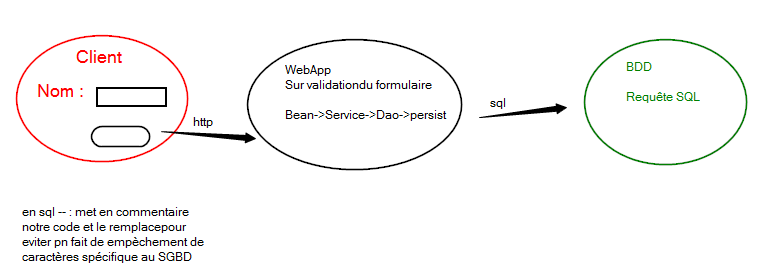 Client
Nom :
http
WebApp
Sur validationdu formulaire
Bean->Service->Dao->persist
sql
BDD
Requête SQL
en sql -- : met en commentaire
notre code et le remplacepour
eviter pn fait de empèchement de
caractères spécifique au SGBD